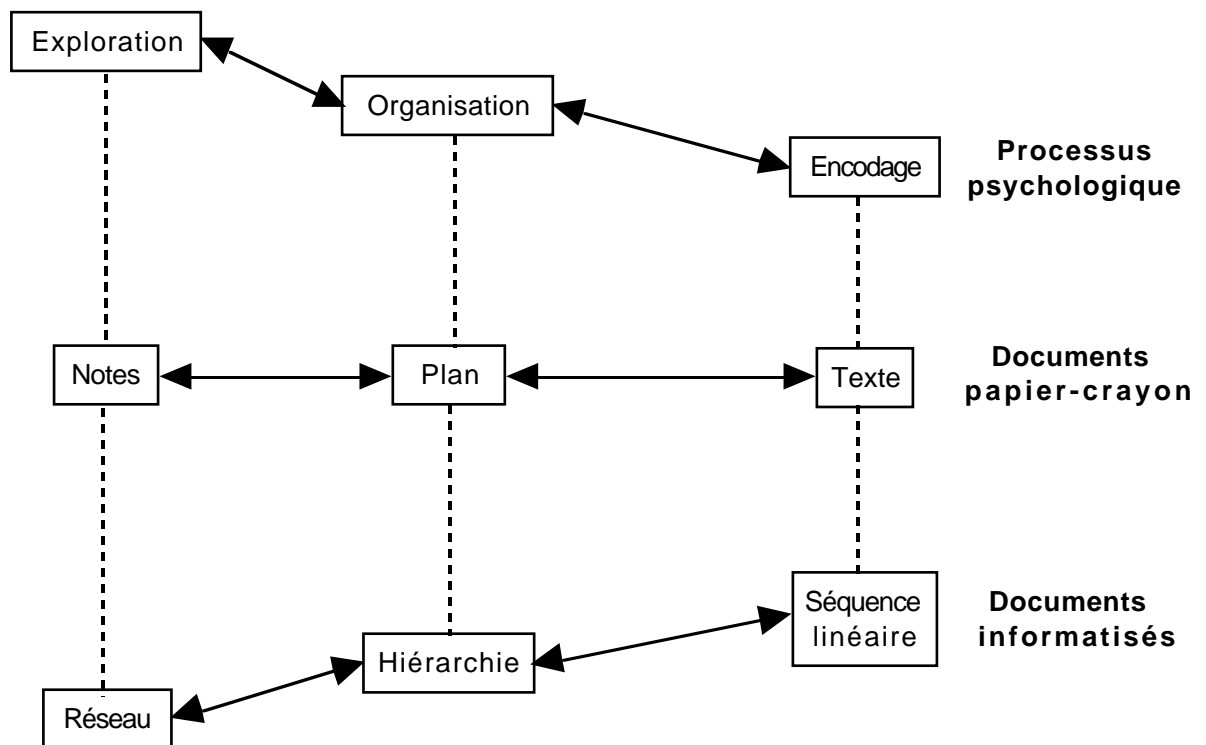 Exploration
Organisation
Encodage
Processus
psychologique
Notes
Plan
Texte
Documents
papier-crayon
Réseau
Hiérarchie
Séquence
linéaire
Documents
informatisés